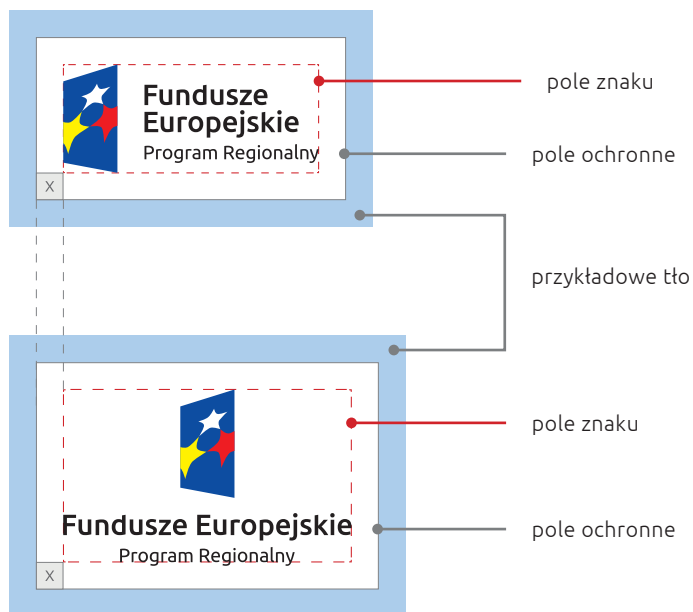 pole znaku
Fundusze
Europejskie
Program Regionalny
pole ochronne
X
przykładowe tło
pole znaku
Fundusze Europejskie
pole ochronne
Program Regionalny
X